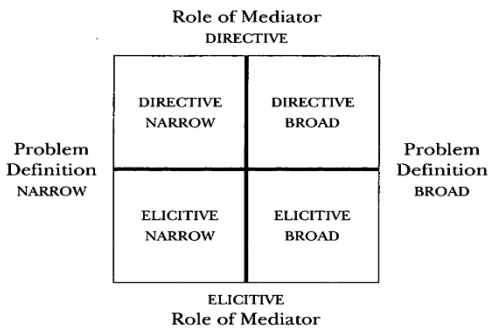 Role of Mediator
DIRECTIVE
DIRECTIVE
NARROW
DIRECTIVE
BROAD
Problem
Definition
NARROW
Problem
Definition
BROAD
ELICITIVE
NARROW
ELICITIVE
BROAD
ELICITIVE
Role of Mediator